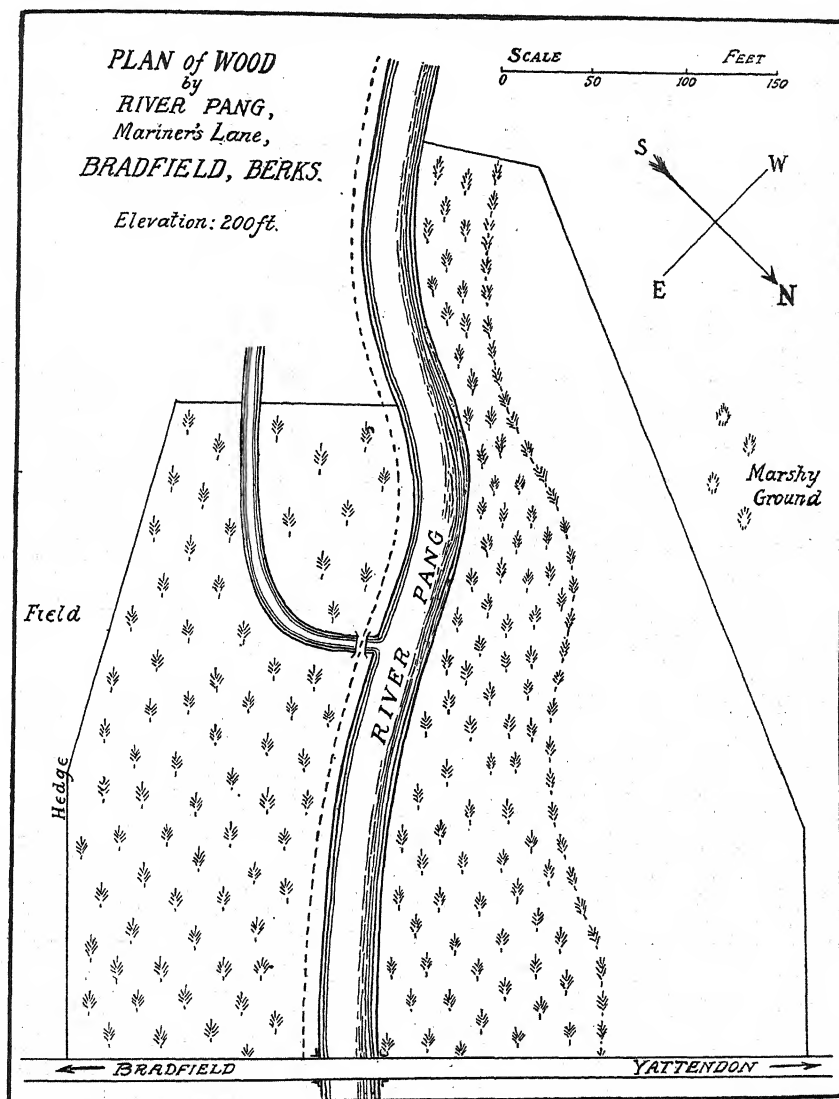 PLAN of WOOD
by
RIVER PANG,
Mariner's Lane,
BRADFIELD, BERKS.
Elevation: 200ft.
SCALE FEET
0 50 100 150
S
W
E
N
Marshy
Ground
RIVER PANG
Field
Hedge
BRADFIELD
YATTENDON